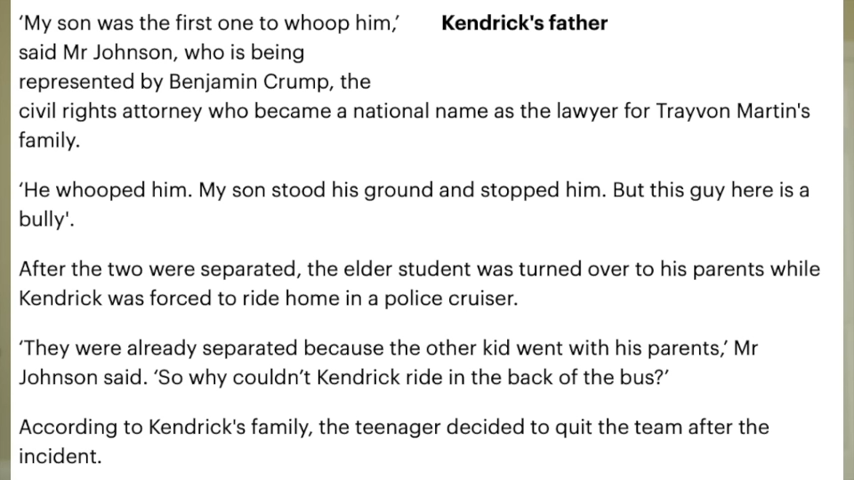 ‘My son was the first one to whoop him,’
Kendrick's father
said Mr Johnson, who is being
represented by Benjamin Crump, the
civil rights attorney who became a national name as the lawyer for Trayvon Martin's
family.
‘He whooped him. My son stood his ground and stopped him. But this guy here is a
bully'.
After the two were separated, the elder student was turned over to his parents while
Kendrick was forced to ride home in a police cruiser.
‘They were already separated because the other kid went with his parents,’ Mr
Johnson said. ‘So why couldn’t Kendrick ride in the back of the bus?’
According to Kendrick's family, the teenager decided to quit the team after the
incident.